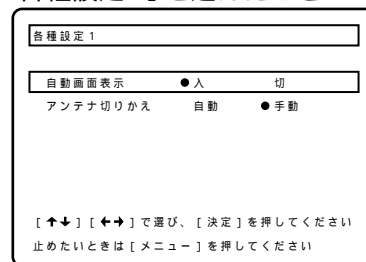 各種設定1
自動画面表示 ●入 切
アンテナ切りかえ 自動 ●手動
[↑↓][←→]で選び、[決定]を押してください
止めたいときは[メニュー]を押してください